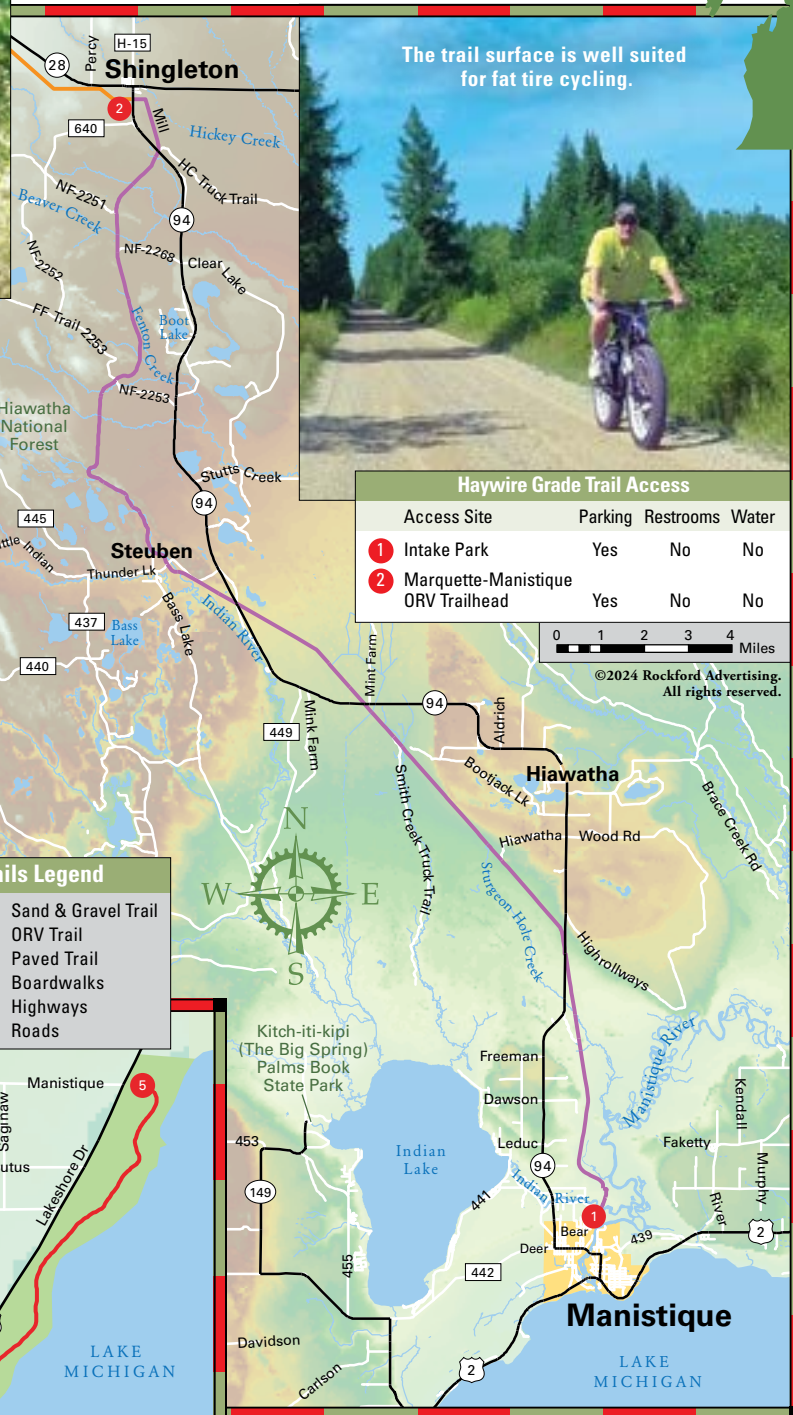 H-15
Percy
28
Shingleton
2
Mill
640
Hickey Creek
HC Truck Trail
NF-2251
Beaver Creek
94
NF-2268
Clear Lake
NF-2252
Fenton Creek
Boot
Lake
FF Trail 2253
NF-2253
Hiawatha
National
Forest
Stutts Creek
94
445
Steuben
Indian
Thunder Lk
Bass Lake
Indian River
437
Bass
Lake
440
The trail surface is well suited
for fat tire cycling.
Haywire Grade Trail Access
Access Site Parking Restrooms Water
1 Intake Park Yes No No
2 Marquette-Manistique
ORV Trailhead Yes No No
0 1 2 3 4
Miles
©2024 Rockford Advertising.
All rights reserved.
Mint Farm
94
Aldrich
449
Mink Farm
Hiawatha
Bootjack Lk
Smith Creek Truck Trail
Brace Creek Rd
Hiawatha Wood Rd
Sturgeon Hole Creek
Highrollways
N
W E
S
ails Legend
Sand & Gravel Trail
ORV Trail
Paved Trail
Boardwalks
Highways
Roads
Kitch-iti-kipi
(The Big Spring)
Palms Book
State Park
Freeman
Manistique River
Dawson
Kendall
Leduc
Faketty
453
Indian
Lake
94
Murphy
149
441
Indian River
River
1
Bear
439
2
Deer
455
442
Manistique
Davidson
Carlson
2
LAKE
MICHIGAN
Manistique
5
Saginaw
utus
Lakeshore Dr
LAKE
MICHIGAN